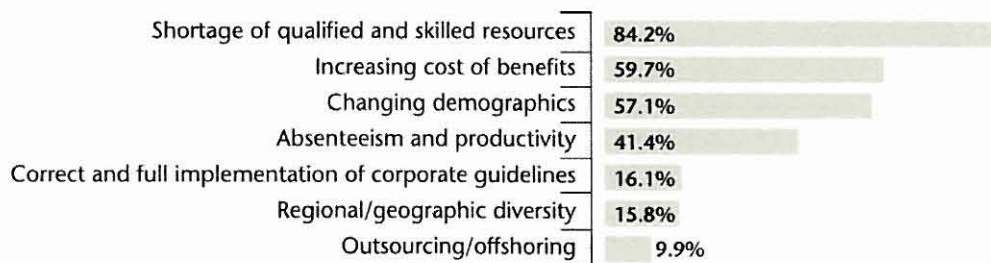 Shortage of qualified and skilled resources 84.2%
Increasing cost of benefits 59.7%
Changing demographics 57.1%
Absenteeism and productivity 41.4%
Correct and full implementation of corporate guidelines 16.1%
Regional/geographic diversity 15.8%
Outsourcing/offshoring 9.9%